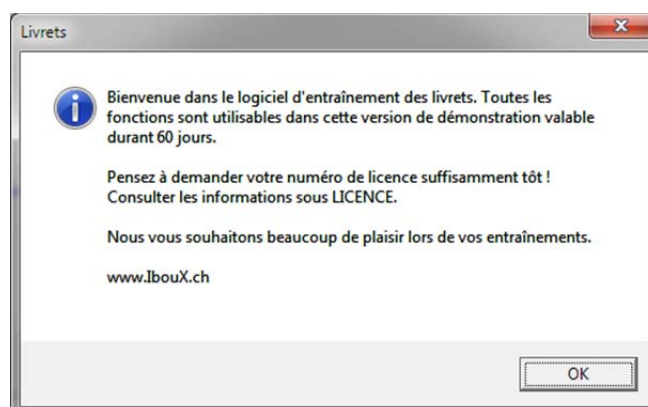 Livrets
Bienvenue dans le logiciel d'entraînement des livrets. Toutes les
fonctions sont utilisables dans cette version de démonstration valable
durant 60 jours.
Pensez à demander votre numéro de licence suffisamment tôt !
Consulter les informations sous LICENCE.
Nous vous souhaitons beaucoup de plaisir lors de vos entraînements.
www.IbouX.ch
OK